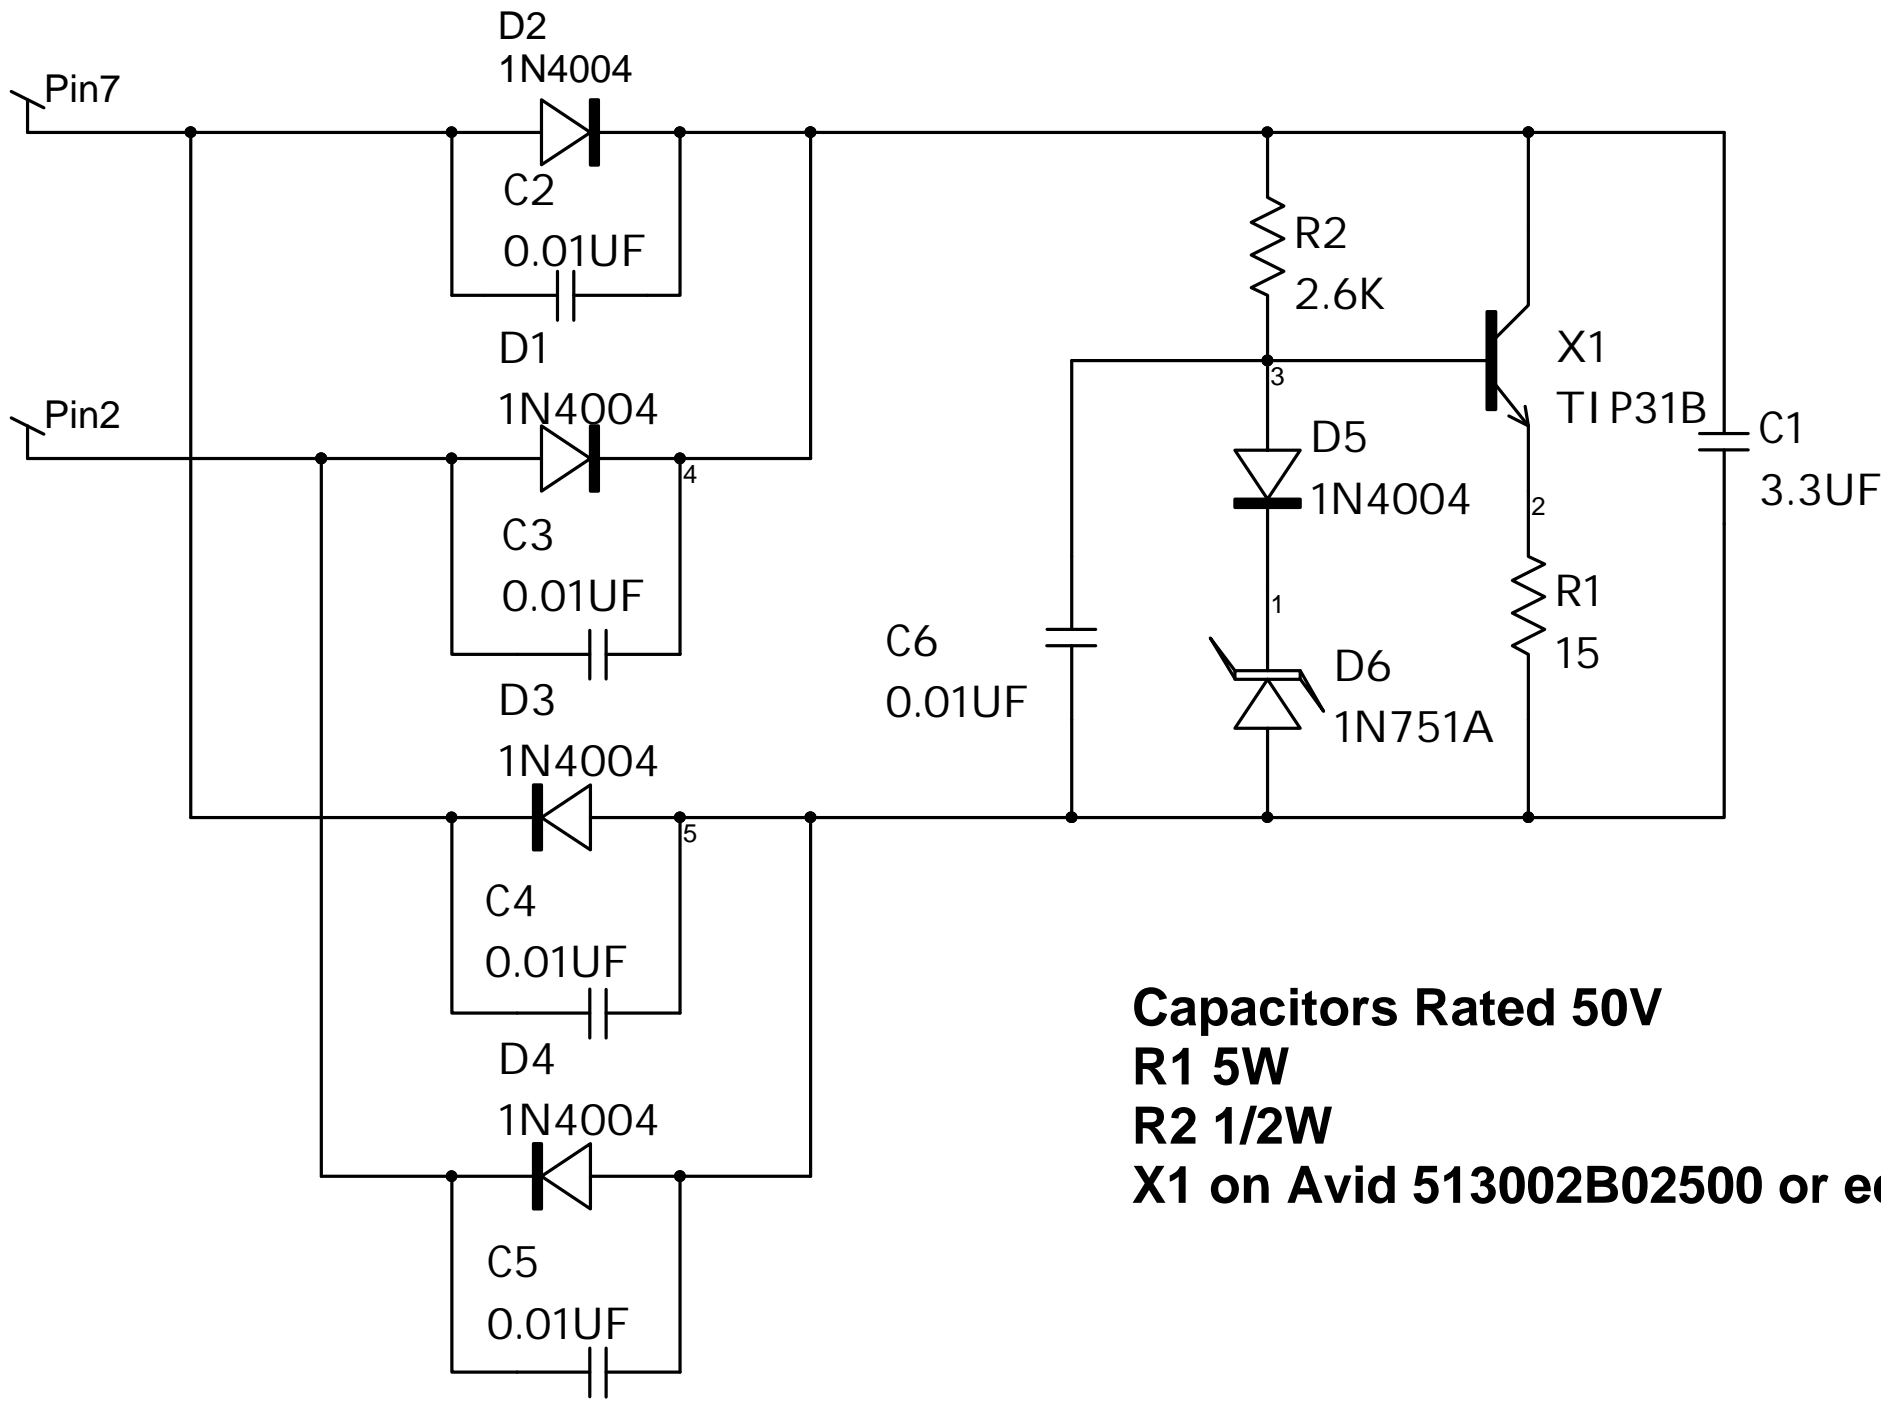 D2
1N4004
Pin7
C2
0.01UF
R2
2.6K
D1
1N4004
X1
TIP31B
3
Pin2
D5
1N4004
C1
3.3UF
4
2
C3
0.01UF
1
R1
15
C6
0.01UF
D6
1N751A
D3
1N4004
5
C4
0.01UF
D4
1N4004
C5
0.01UF
Capacitors Rated 50V
R1 5W
R2 1/2W
X1 on Avid 513002B02500 or